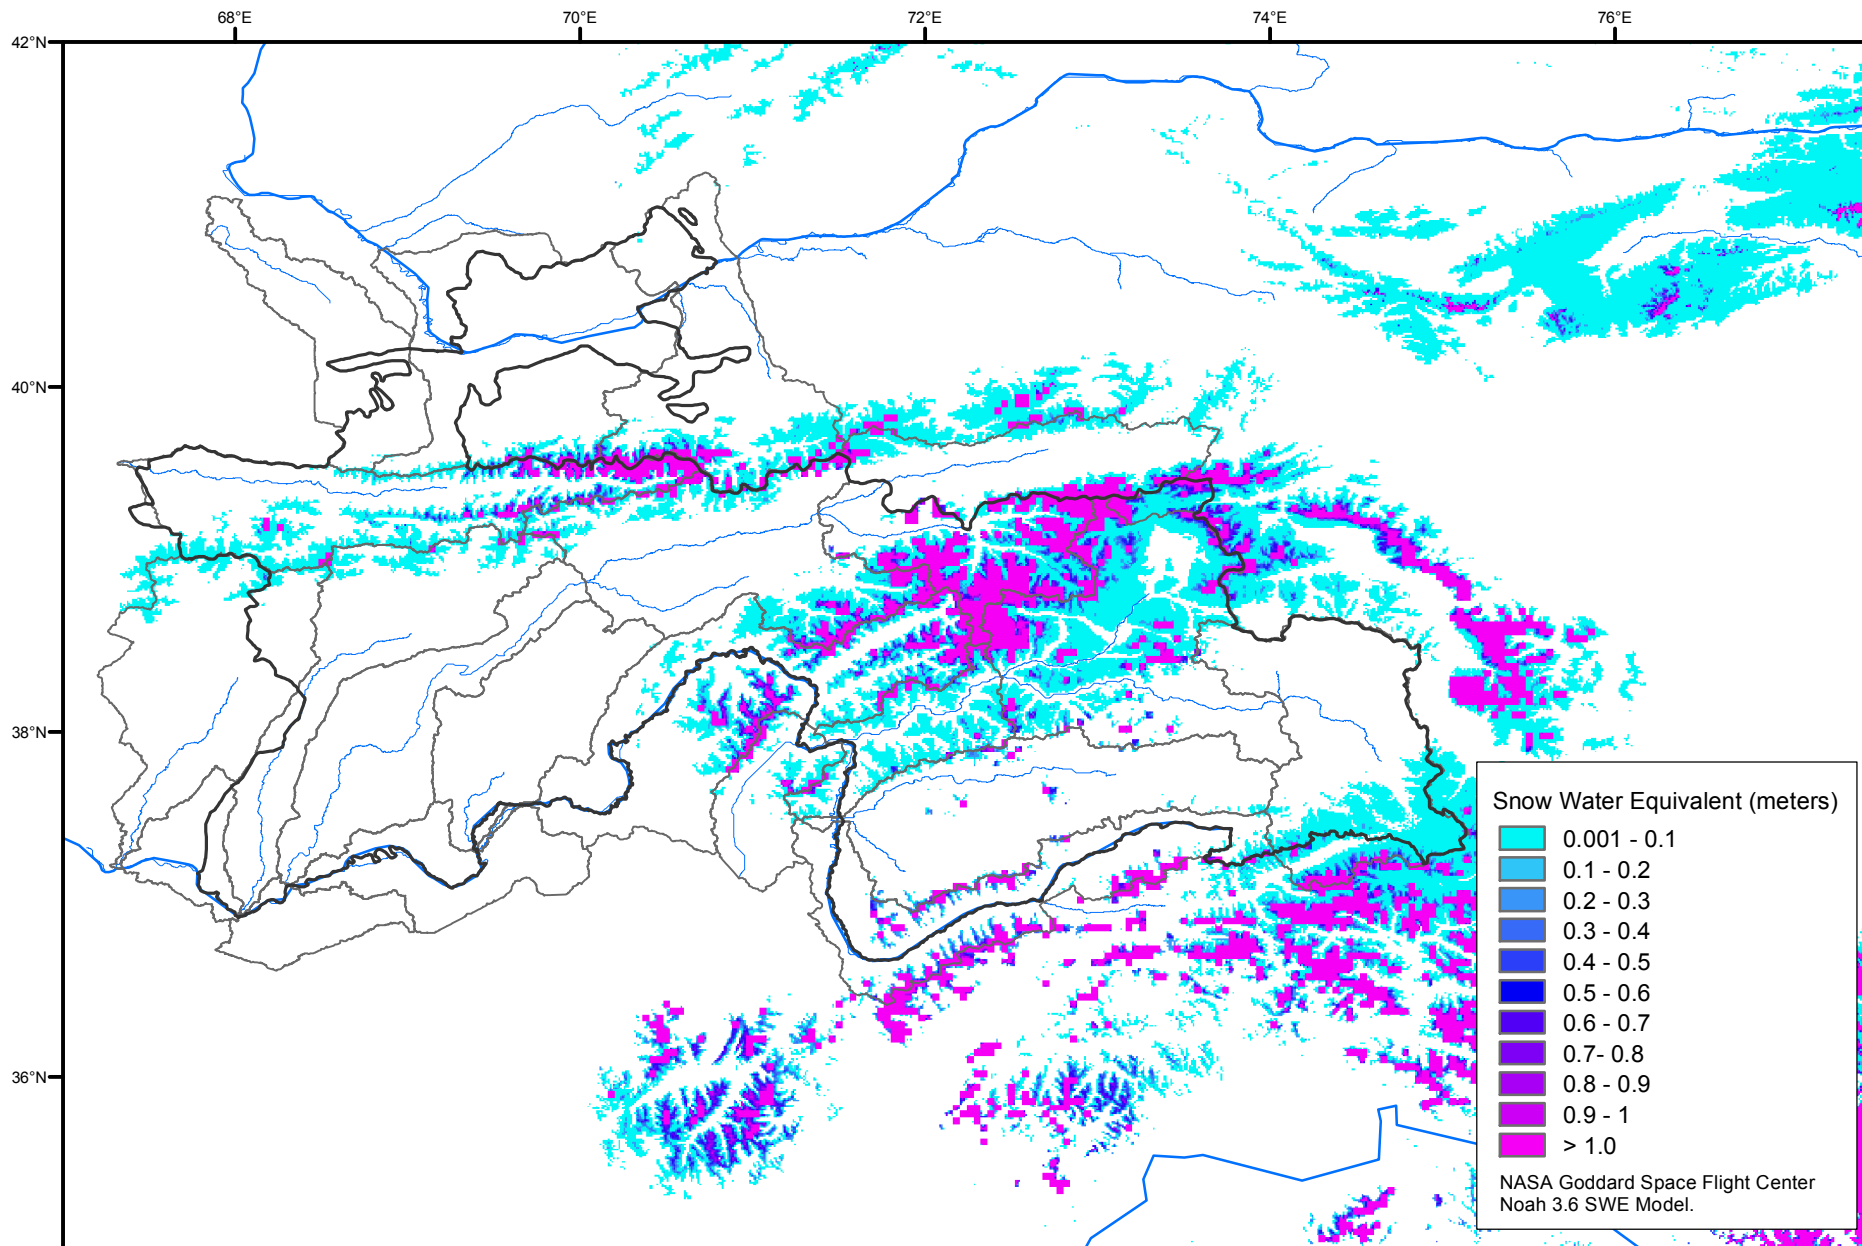 68°E 70°E 72°E 74°E 76°E
42°N
40°N
38°N
36°N
Snow Water Equivalent (meters)
0.001 - 0.1
0.1 - 0.2
0.2 - 0.3
0.3 - 0.4
0.4 - 0.5
0.5 - 0.6
0.6 - 0.7
0.7- 0.8
0.8 - 0.9
0.9 - 1
> 1.0
NASA Goddard Space Flight Center
Noah 3.6 SWE Model.